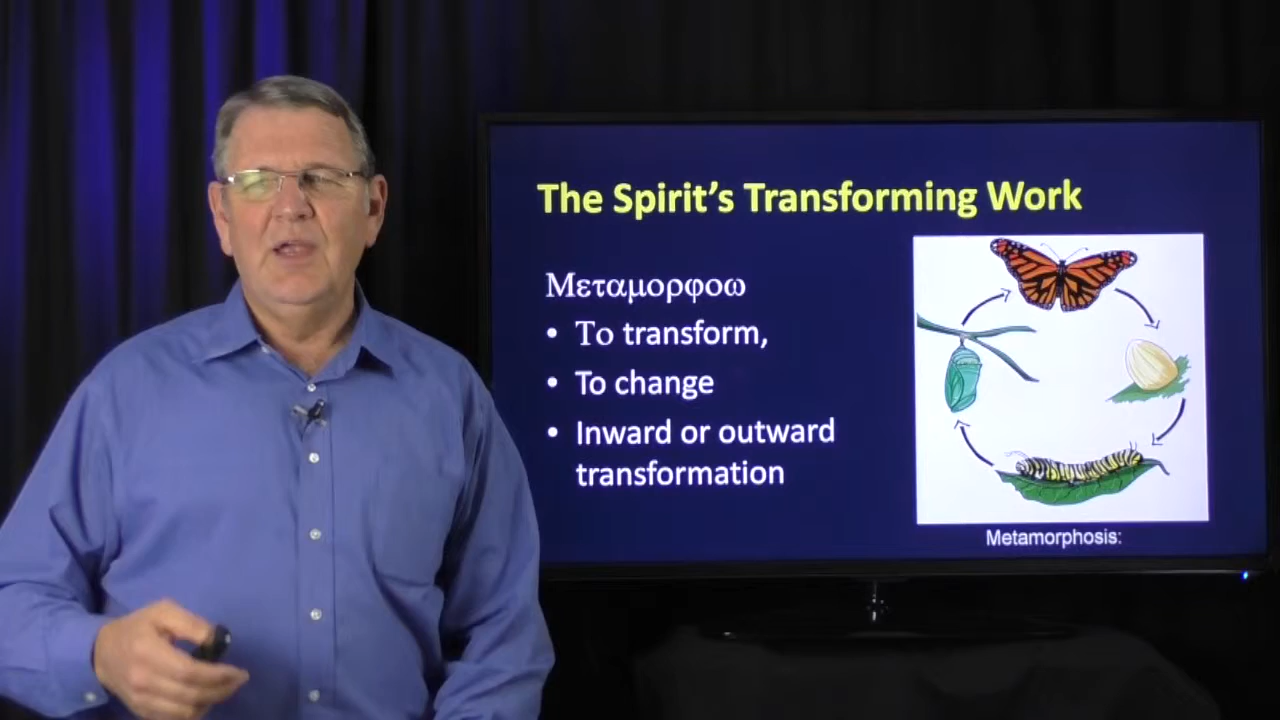 The Spirit's Transforming Work
Μεταμορφοω
• To transform,
• To change
• Inward or outward
transformation
Metamorphosis: